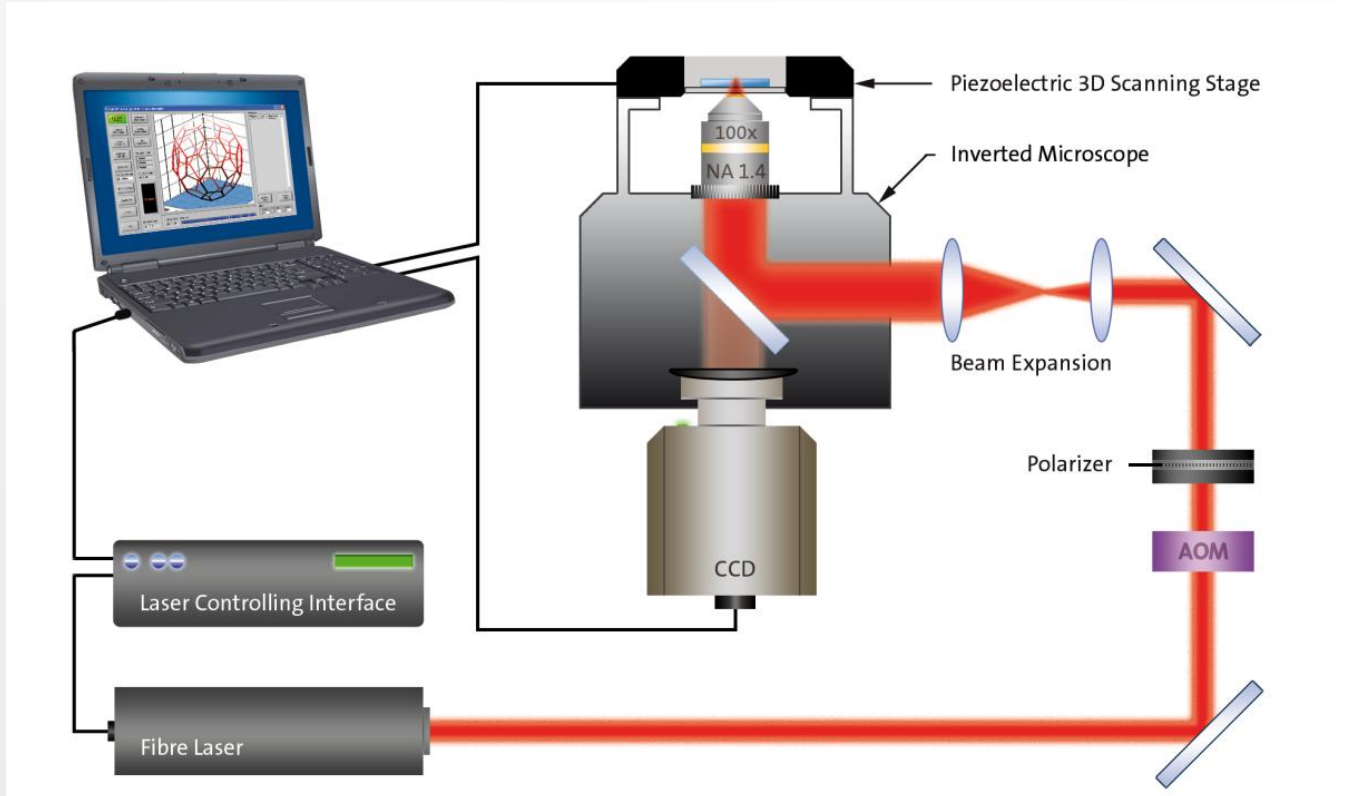 Piezoelectric 3D Scanning Stage
100x
Inverted Microscope
NA 1.4
Beam Expansion
Polarizer
AOM
CCD
Laser Controlling Interface
Fibre Laser